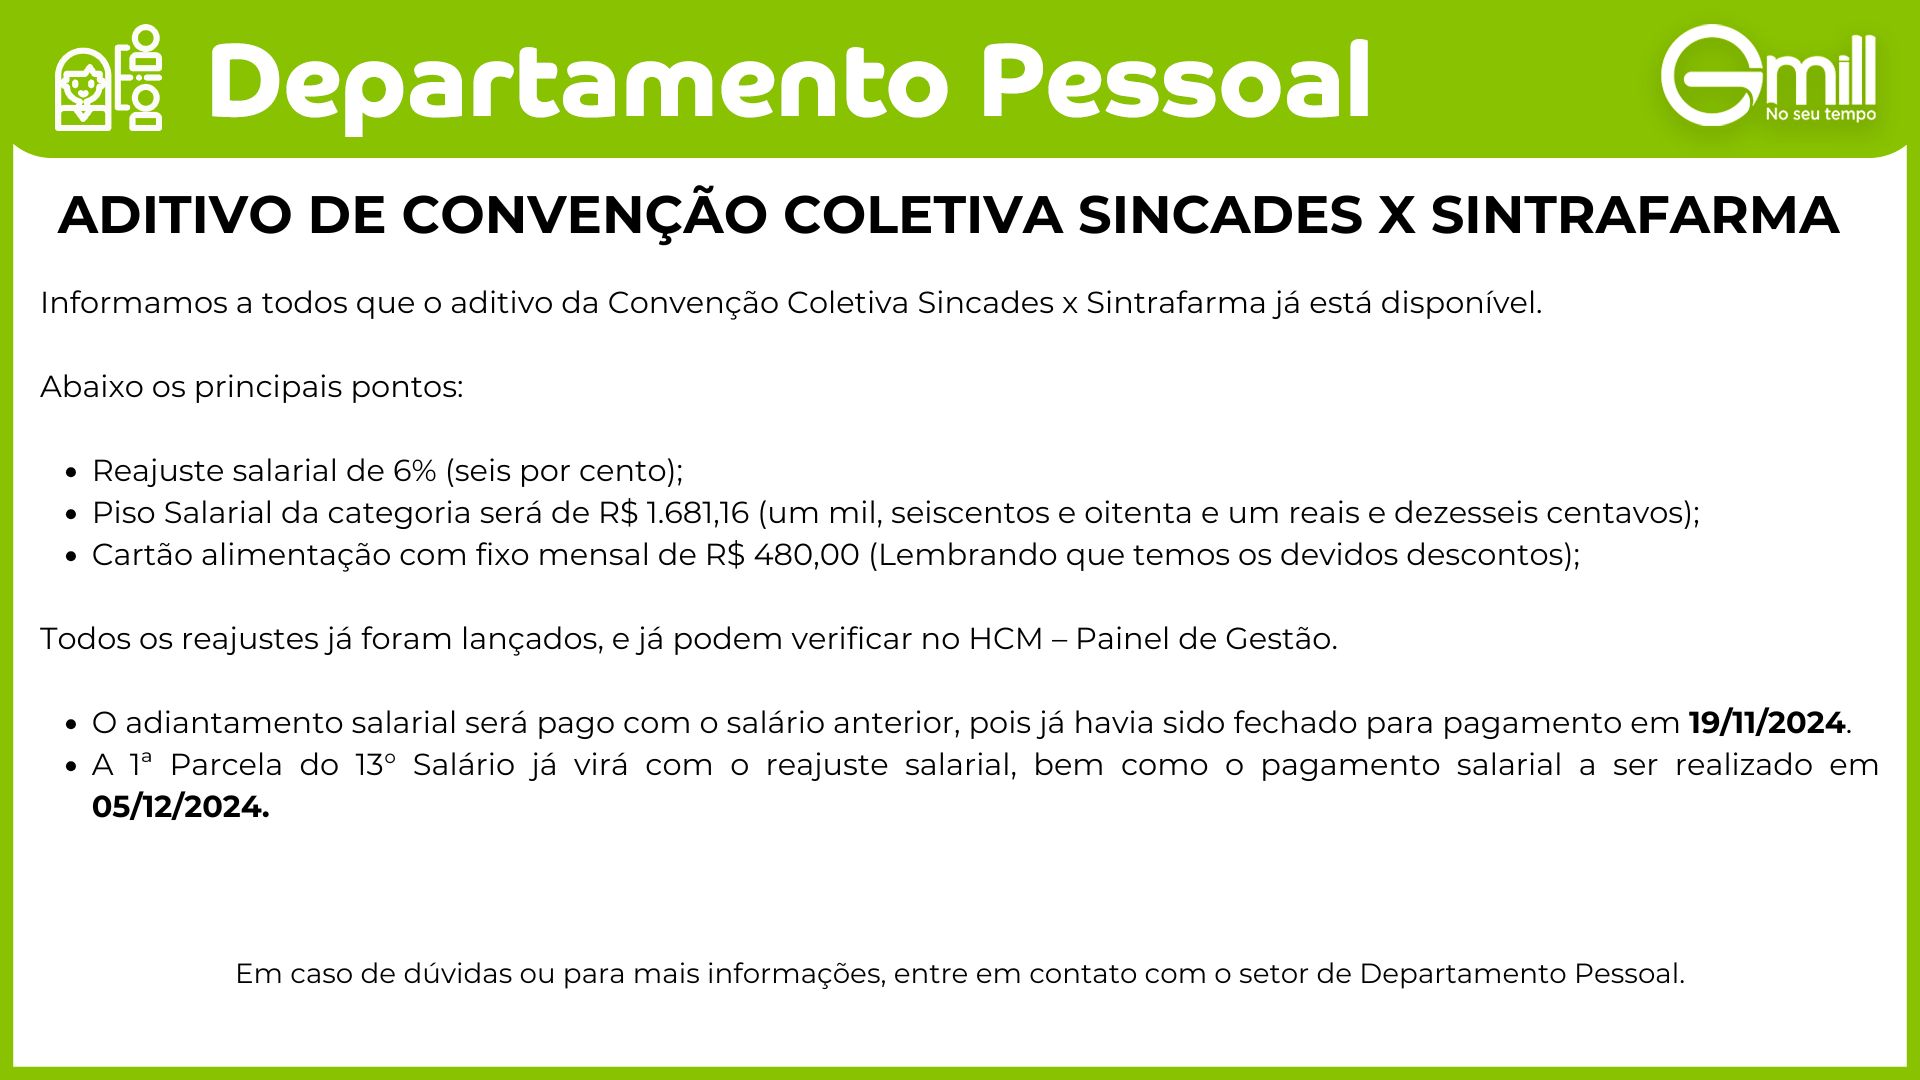 Departamento Pessoal
Gmill
No seu tempo
ADITIVO DE CONVENÇÃO COLETIVA SINCADES X SINTRAFARMA
Informamos a todos que o aditivo da Convenção Coletiva Sincades x Sintrafarma já está disponível.
Abaixo os principais pontos:
• Reajuste salarial de 6% (seis por cento);
• Piso Salarial da categoria será de R$ 1.681,16 (um mil, seiscentos e oitenta e um reais e dezesseis centavos);
• Cartão alimentação com fixo mensal de R$ 480,00 (Lembrando que temos os devidos descontos);
Todos os reajustes já foram lançados, e já podem verificar no HCM – Painel de Gestão.
• O adiantamento salarial será pago com o salário anterior, pois já havia sido fechado para pagamento em 19/11/2024.
• A 1ª Parcela do 13° Salário já virá com o reajuste salarial, bem como o pagamento salarial a ser realizado em
05/12/2024.
Em caso de dúvidas ou para mais informações, entre em contato com o setor de Departamento Pessoal.